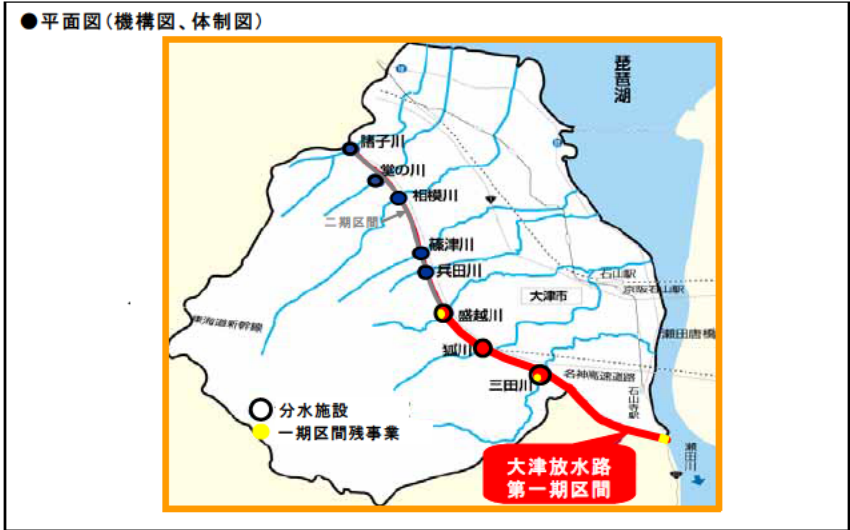 ●平面図(機構図、体制図)
琵琶湖
諸子川
堂の川
相模川
二期区間
篠津川
兵田川
石山駅
大津市
京阪石山駅
盛越川
東海道新幹線
瀬田唐橋
狐川
名神高速道路
三田川
石山寺駅
分水施設
一期区間残事業
瀬田川
大津放水路
第一期区間